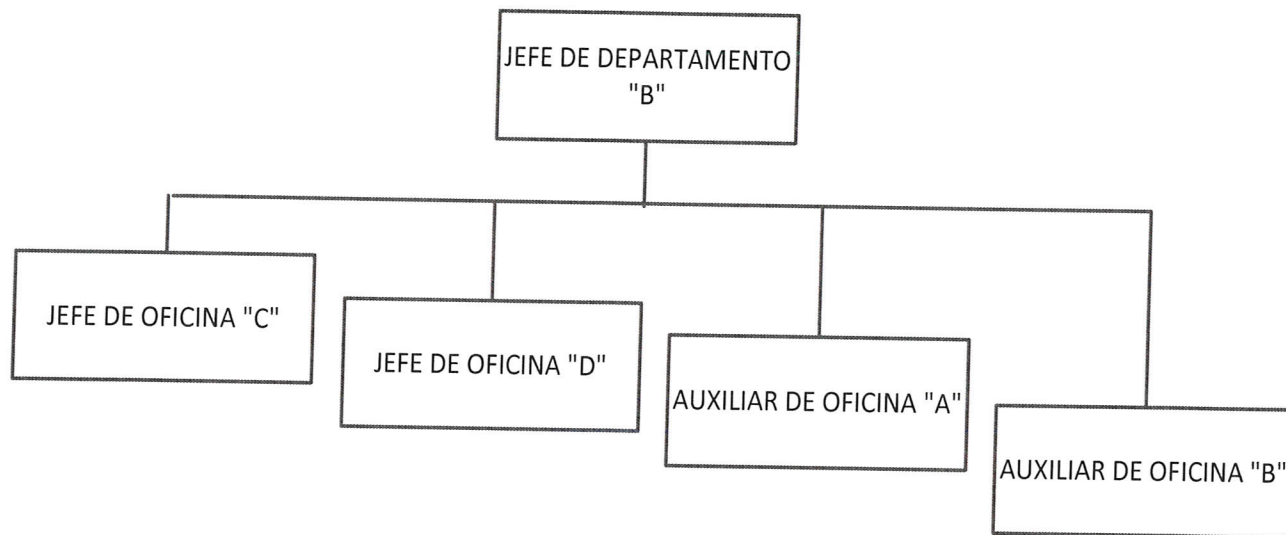 JEFE DE DEPARTAMENTO
"B"
JEFE DE OFICINA "C"
JEFE DE OFICINA "D"
AUXILIAR DE OFICINA "A"
AUXILIAR DE OFICINA "B"